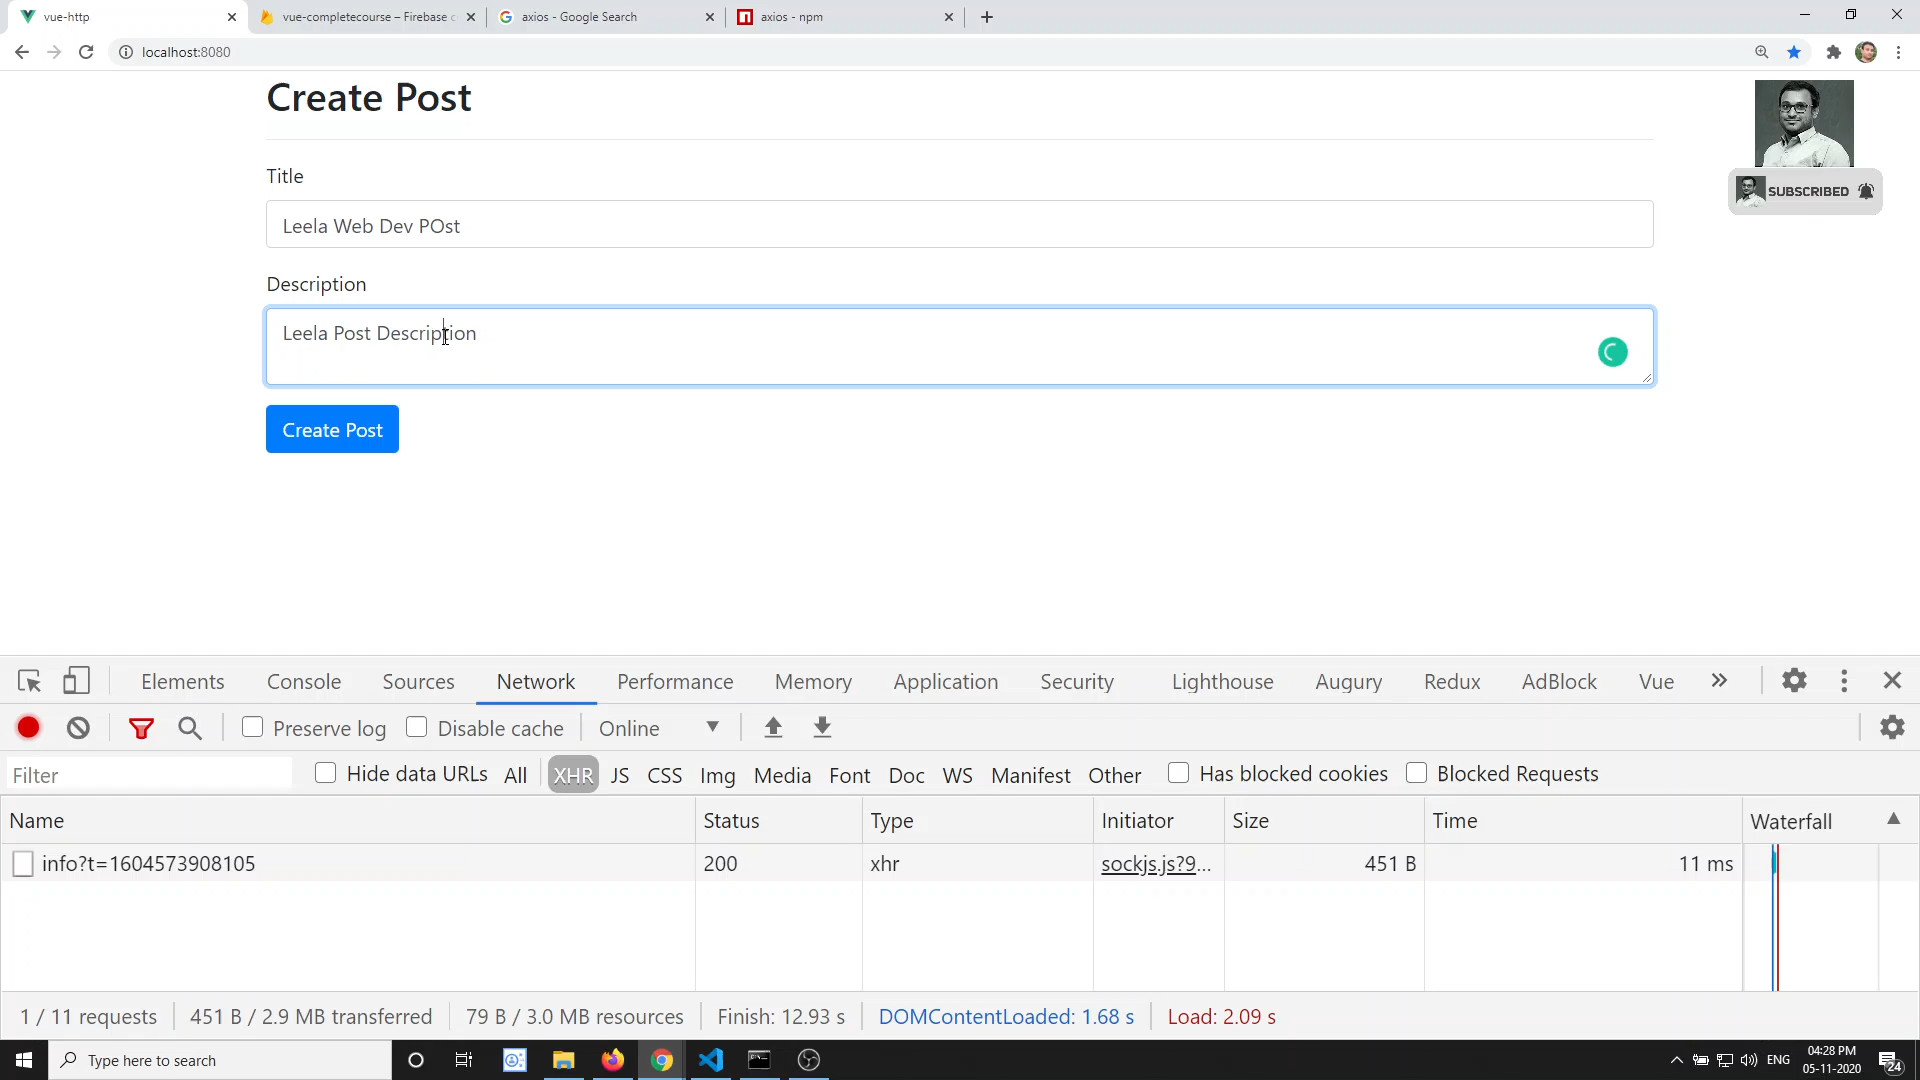 vue-http
vue-completecourse – Firebase c
axios - Google Search
axios - npm
localhost:8080
Create Post
SUBSCRIBED
Title
Leela Web Dev POst
Description
Leela Post Description
Create Post
Elements Console Sources Network Performance Memory Application Security Lighthouse Augury Redux AdBlock Vue
Preserve log Disable cache Online
Filter Hide data URLs All XHR JS CSS Img Media Font Doc WS Manifest Other Has blocked cookies Blocked Requests
Name Status Type Initiator Size Time Waterfall
info?t=1604573908105 200 xhr sockjs.js?9... 451 B 11 ms
1 / 11 requests 451 B / 2.9 MB transferred 79 B / 3.0 MB resources Finish: 12.93 s DOMContentLoaded: 1.68 s Load: 2.09 s
Type here to search
ENG
04:28 PM
05-11-2020
24